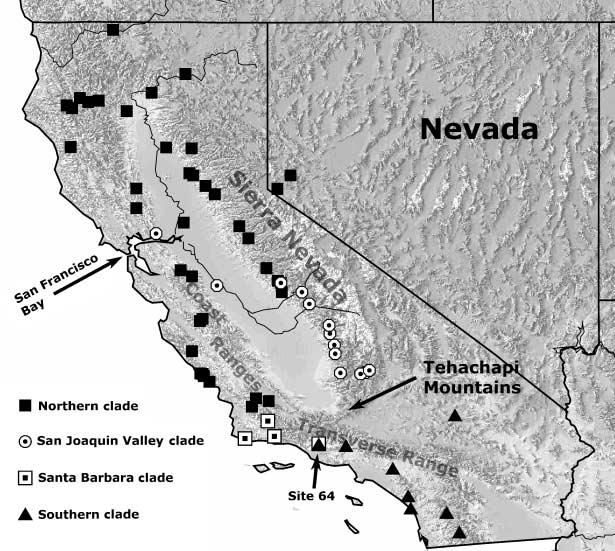 Nevada
Sierra Nevada
San Francisco
Bay
Coast
Ranges
Tehachapi
Mountains
Transverse Range
Northern clade
San Joaquin Valley clade
Santa Barbara clade
Site 64
Southern clade